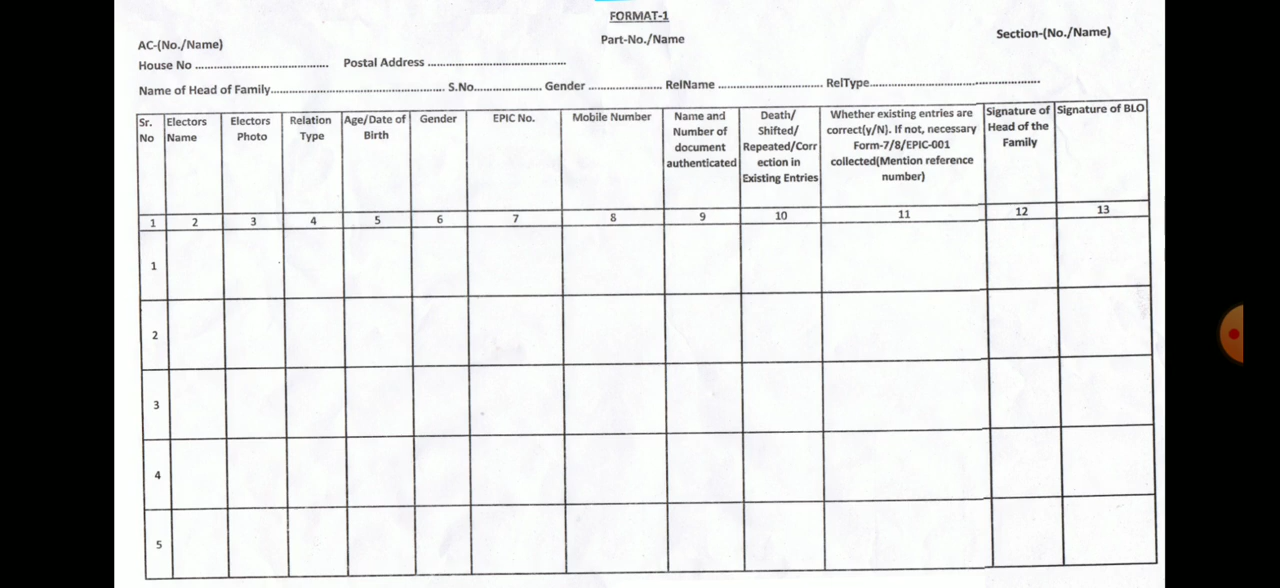 FORMAT-1
AC-(No./Name) Part-No./Name Section-(No./Name)
House No ............................................ Postal Address ..............................................
Name of Head of Family.......................................................... S.No....................... Gender ........................ RelName .................................. RelType.........................................................
Sr. No | Electors Name | Electors Photo | Relation Type | Age/Date of Birth | Gender | EPIC No. | Mobile Number | Name and Number of document authenticated | Death/ Shifted/ Repeated/Corr ection in Existing Entries | Whether existing entries are correct(y/N). If not, necessary Form-7/8/EPIC-001 collected(Mention reference number) | Signature of Head of the Family | Signature of BLO
1 | 2 | 3 | 4 | 5 | 6 | 7 | 8 | 9 | 10 | 11 | 12 | 13
1
2
3
4
5